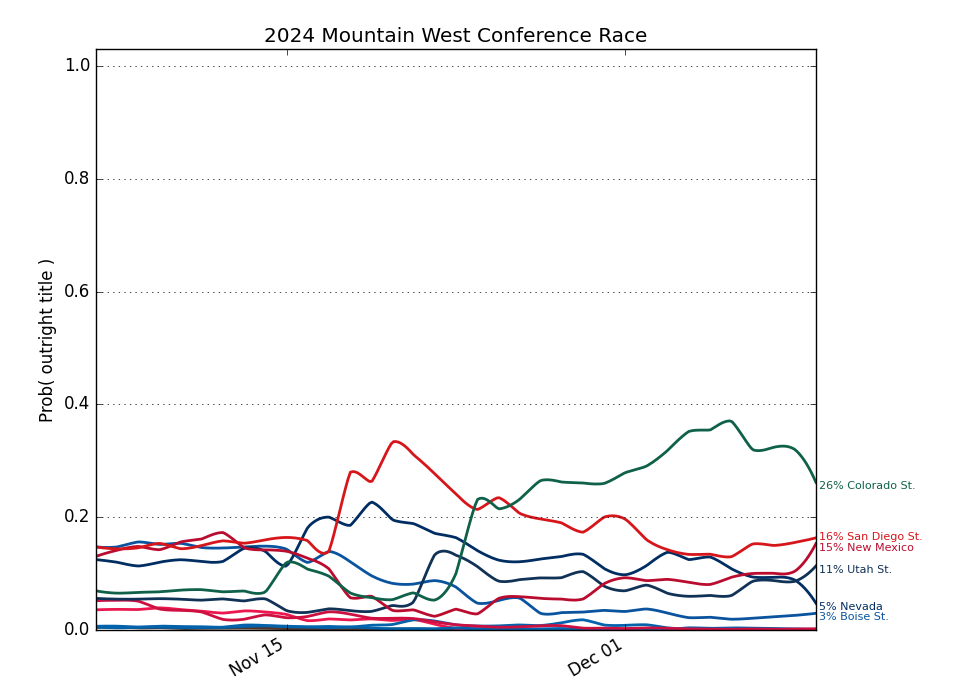 2024 Mountain West Conference Race
1.0
0.8
0.6
0.4
0.2
0.0
Prob( outright title )
Nov 15
Dec 01
26% Colorado St.
16% San Diego St.
15% New Mexico
11% Utah St.
5% Nevada
3% Boise St.